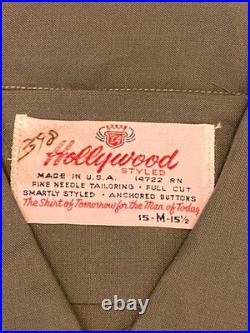 398
Hollywood
STYLED
MADE IN U.S.A. 14722 RN
FINE NEEDLE TAILORING • FULL CUT
SMARTLY STYLED • ANCHORED BUTTONS
The Shirt of Tomorrow for the Man of Today
15-M-15½